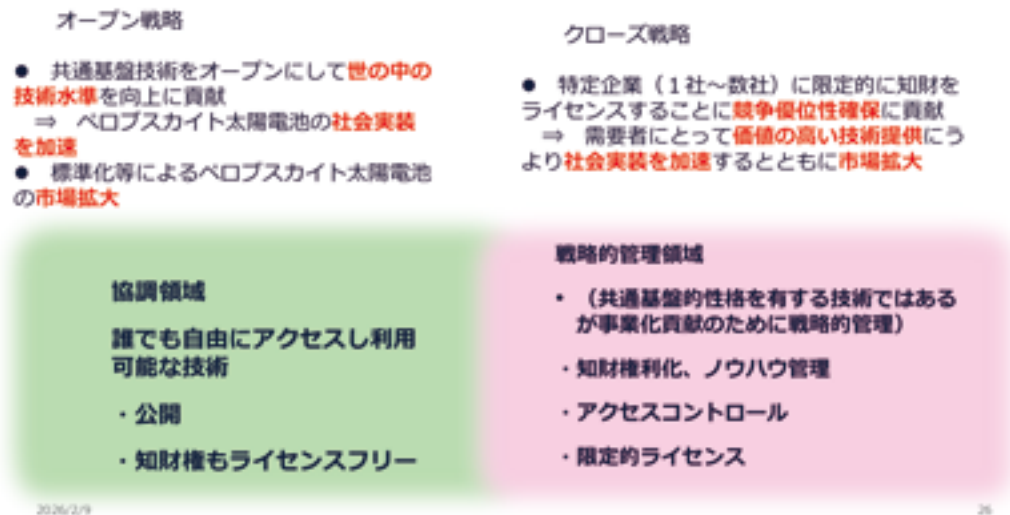 オープン戦略
● 共通基盤技術をオープンにして世の中の
技術水準を向上に貢献
⇒ ペロブスカイト太陽電池の社会実装
を加速
● 標準化等によるペロブスカイト太陽電池
の市場拡大
クローズ戦略
● 特定企業（１社～数社）に限定的に知財を
ライセンスすることに競争優位性確保に貢献
⇒ 需要者にとって価値の高い技術提供にう
より社会実装を加速するとともに市場拡大
協調領域
誰でも自由にアクセスし利用
可能な技術
・公開
・知財権もライセンスフリー
戦略的管理領域
• （共通基盤的性格を有する技術ではある
が事業化貢献のために戦略的管理）
・知財権利化、ノウハウ管理
・アクセスコントロール
・限定的ライセンス
2026/2/9
26